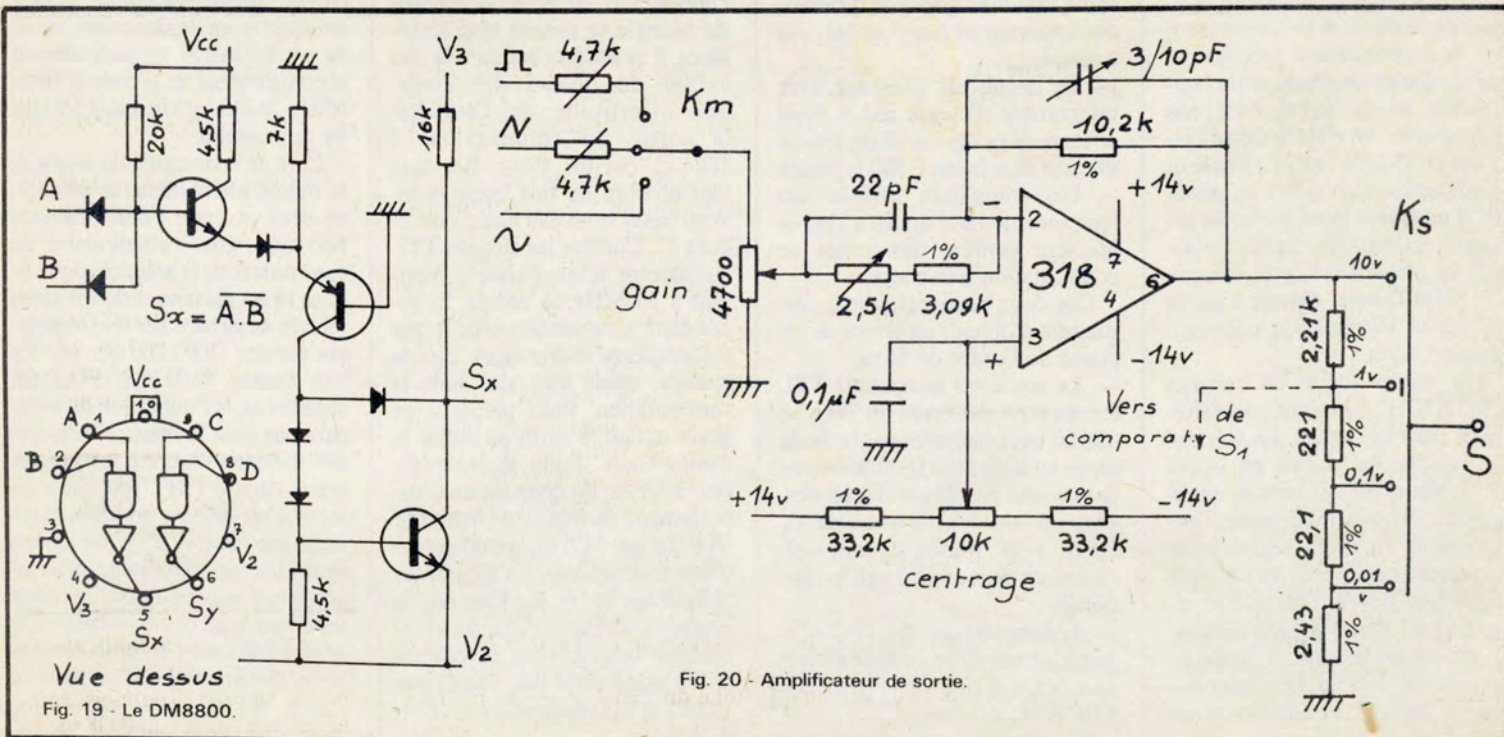 Vcc
20k
4,5k
7k
A
B
Sx = A.B
V3
16k
Sx
4,5k
V2
Vcc
10
A
1
9
C
B
2
8
D
3
7
V2
4
V3
5
Sx
6
Sy
Vue dessus
Fig. 19 - Le DM8800.
4,7k
4,7k
Km
gain
4700
22pF
2,5k
1%
3,09k
3/10pF
10,2k
1%
-
2
318
7
+14v
6
4
-14v
3
+
0,1µF
Vers
comparat.
de
S1
+14v
1%
33,2k
10k
1%
33,2k
-14v
centrage
Ks
10v
2,21k
1%
1v
221
1%
0,1v
22,1
1%
0,01
v
2,43
1%
S
Fig. 20 - Amplificateur de sortie.